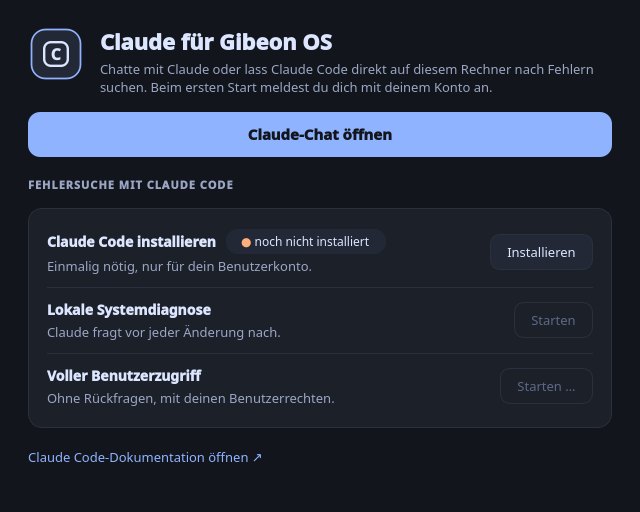 C
Claude für Gibeon OS
Chatte mit Claude oder lass Claude Code direkt auf diesem Rechner nach Fehlern
suchen. Beim ersten Start meldest du dich mit deinem Konto an.
Claude-Chat öffnen
FEHLERSUCHE MIT CLAUDE CODE
Claude Code installieren noch nicht installiert
Einmalig nötig, nur für dein Benutzerkonto.
Installieren
Lokale Systemdiagnose
Claude fragt vor jeder Änderung nach.
Starten
Voller Benutzerzugriff
Ohne Rückfragen, mit deinen Benutzerrechten.
Starten ...
Claude Code-Dokumentation öffnen ↗